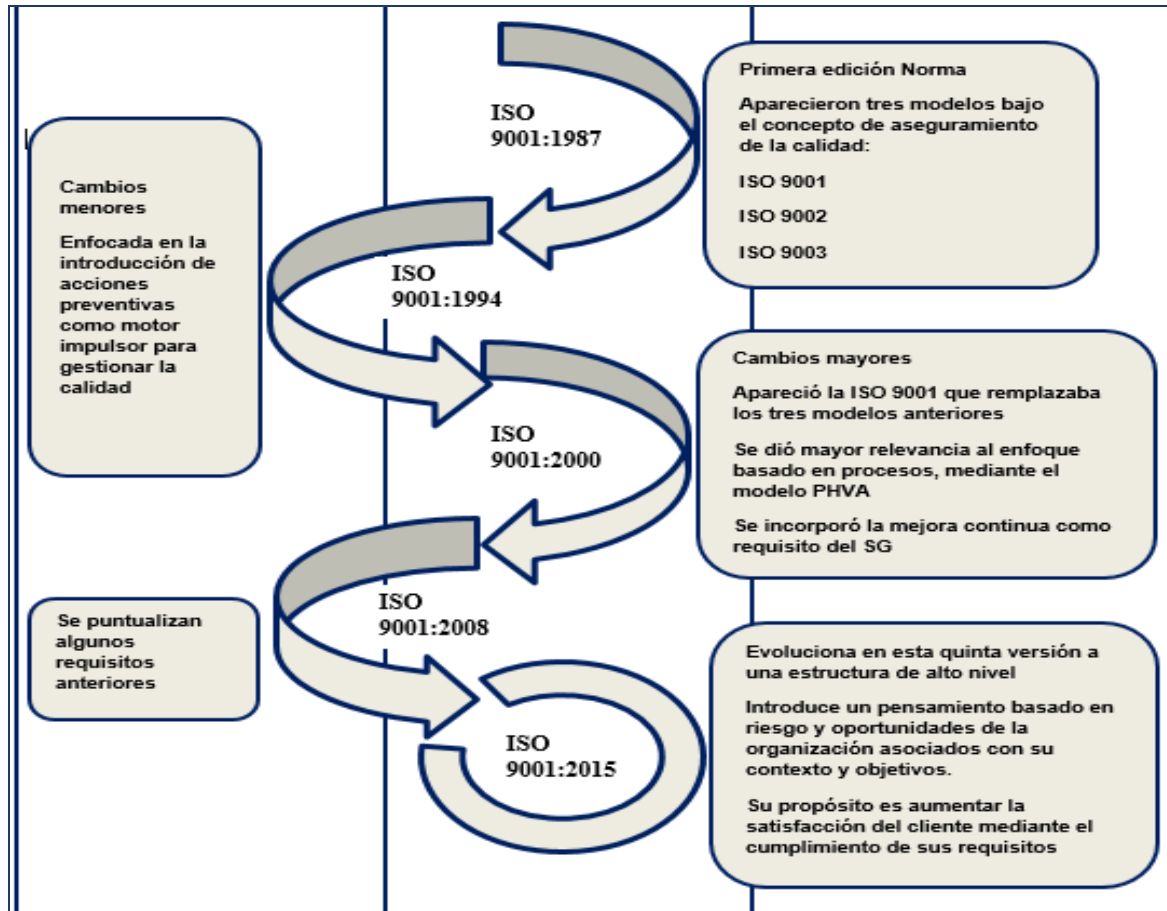 ISO
9001:1987
Primera edición Norma
Aparecieron tres modelos bajo
el concepto de aseguramiento
de la calidad:
ISO 9001
ISO 9002
ISO 9003
Cambios
menores
Enfocada en la
introducción de
acciones
preventivas
como motor
impulsor para
gestionar la
calidad
ISO
9001:1994
ISO
9001:2000
Cambios mayores
Apareció la ISO 9001 que remplazaba
los tres modelos anteriores
Se dió mayor relevancia al enfoque
basado en procesos, mediante el
modelo PHVA
Se incorporó la mejora continua como
requisito del SG
Se puntualizan
algunos
requisitos
anteriores
ISO
9001:2008
ISO
9001:2015
Evoluciona en esta quinta versión a
una estructura de alto nivel
Introduce un pensamiento basado en
riesgo y oportunidades de la
organización asociados con su
contexto y objetivos.
Su propósito es aumentar la
satisfacción del cliente mediante el
cumplimiento de sus requisitos